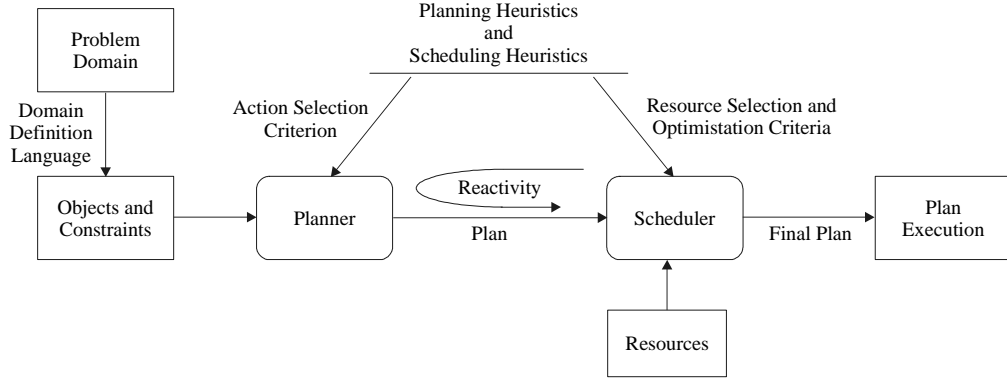 Problem
Domain
Planning Heuristics
and
Scheduling Heuristics
Domain
Definition
Language
Action Selection
Criterion
Resource Selection and
Optimistation Criteria
Objects and
Constraints
Planner
Reactivity
Plan
Scheduler
Final Plan
Plan
Execution
Resources